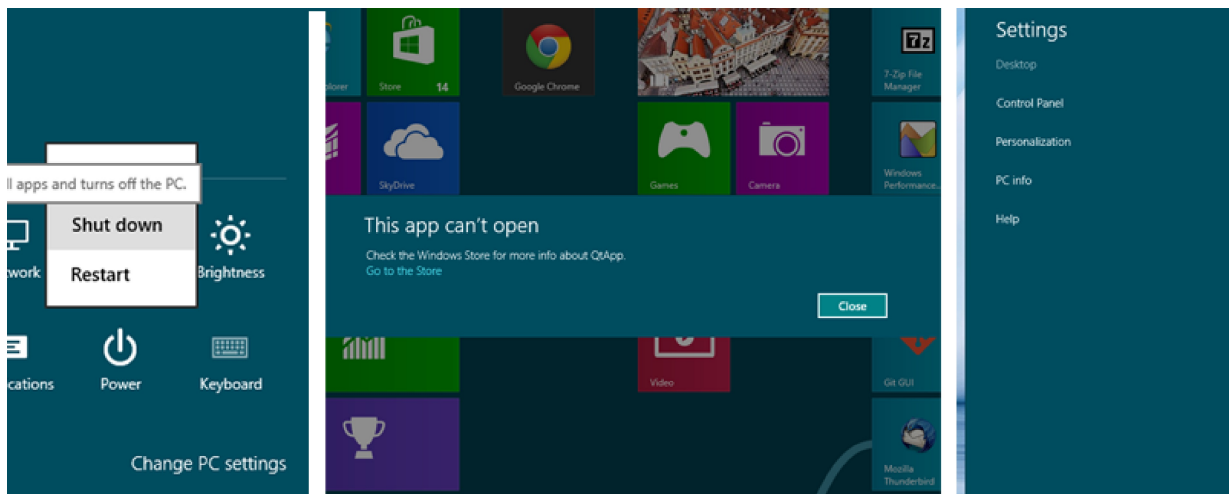 ll apps and turns off the PC.
Shut down
Restart
work
Brightness
cations
Power
Keyboard
Change PC settings
plorer
Store
14
Google Chrome
7z
7-Zip File
Manager
SkyDrive
Games
Camera
Windows
Performance...
This app can't open
Check the Windows Store for more info about QtApp.
Go to the Store
Close
Video
Git GUI
Mozilla
Thunderbird
Settings
Desktop
Control Panel
Personalization
PC info
Help